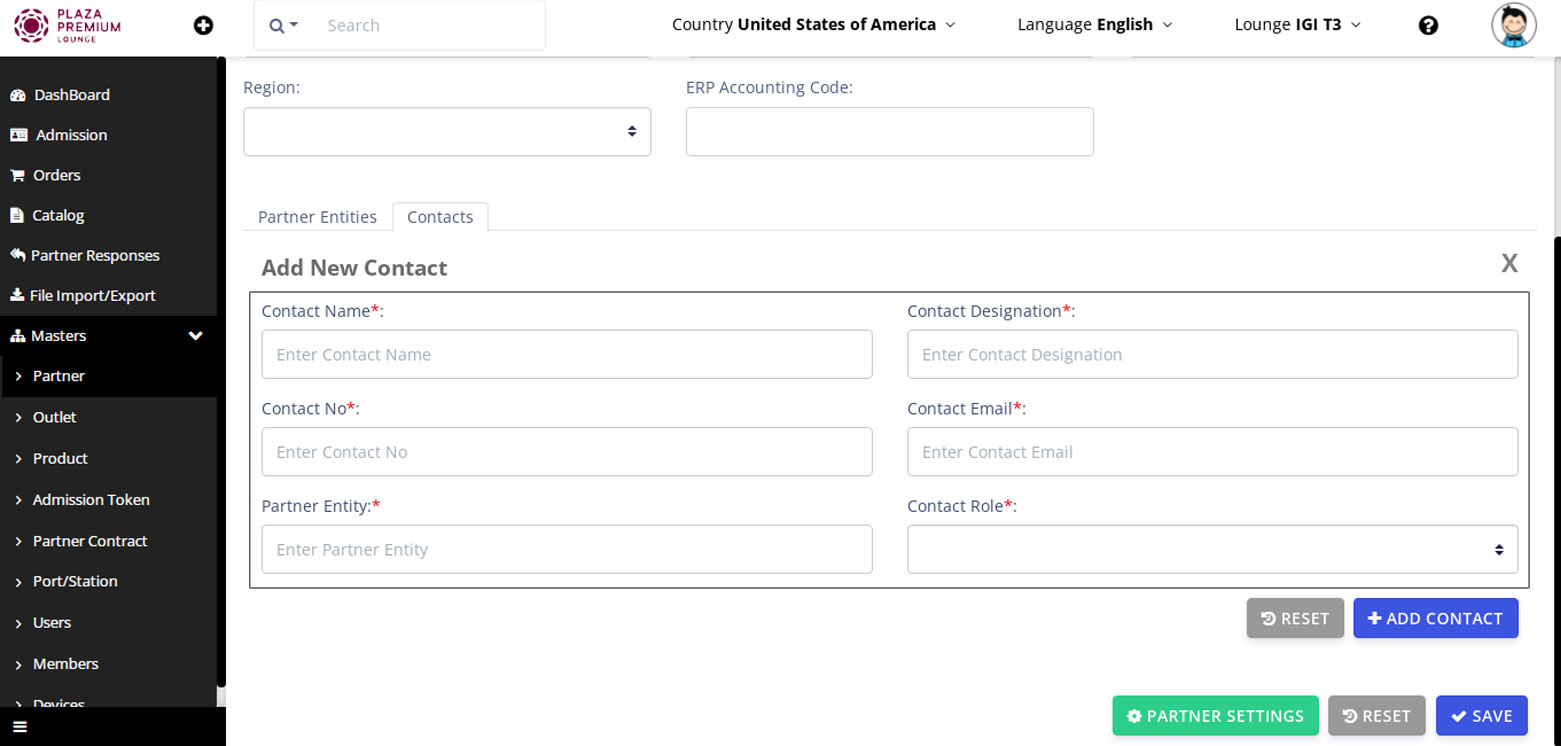 PLAZA
PREMIUM
LOUNGE
Search
Country United States of America
Language English
Lounge IGI T3
DashBoard
Admission
Orders
Catalog
Partner Responses
File Import/Export
Masters
Partner
Outlet
Product
Admission Token
Partner Contract
Port/Station
Users
Members
Devices
Region:
ERP Accounting Code:
Partner Entities
Contacts
Add New Contact
X
Contact Name*:
Contact Designation*:
Enter Contact Name
Enter Contact Designation
Contact No*:
Contact Email*:
Enter Contact No
Enter Contact Email
Partner Entity:*
Contact Role*:
Enter Partner Entity
RESET
ADD CONTACT
PARTNER SETTINGS
RESET
SAVE